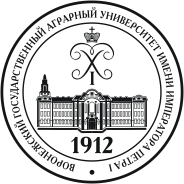 ВОРОНЕЖСКИЙ ГОСУДАРСТВЕННЫЙ АГРАРНЫЙ УНИВЕРСИТЕТ ИМЕНИ ИМПЕРАТОРА ПЕТРА I
I
1912